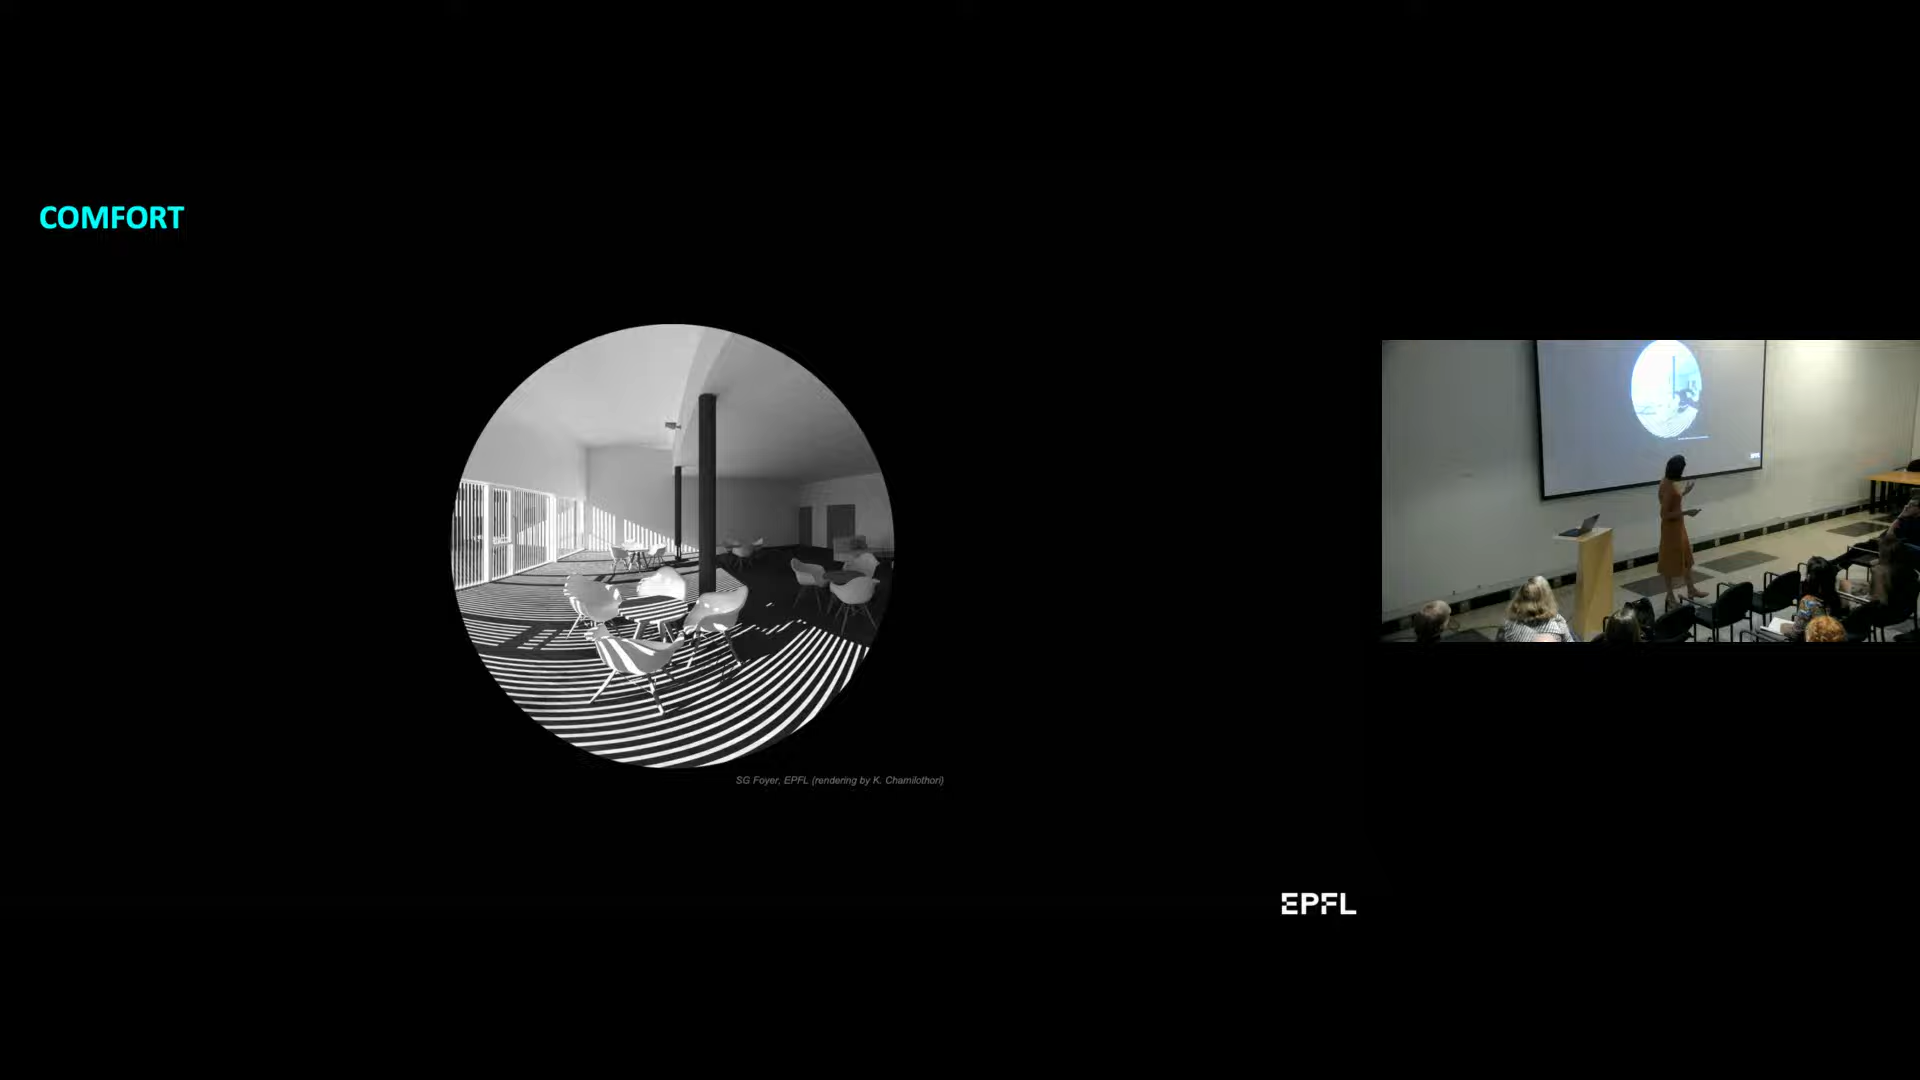 COMFORT
SG Foyer, EPFL (rendering by K. Chamilothori)
EPFL